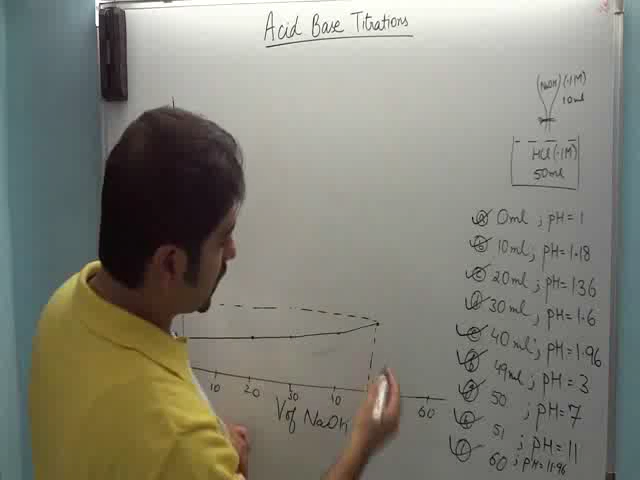 Acid Base Titrations
(NaOH) (.1M)
10ml
HCl (.1M)
50ml
ⓐ 0ml ; pH = 1
ⓑ 10ml ; pH = 1.18
ⓒ 20ml ; pH = 1.36
ⓓ 30ml ; pH = 1.6
ⓔ 40ml ; pH = 1.96
49ml ; pH = 3
50 ; pH = 7
51 ; pH = 11
60 ; pH = 11.96
10 20 30 10 60
V of NaOH